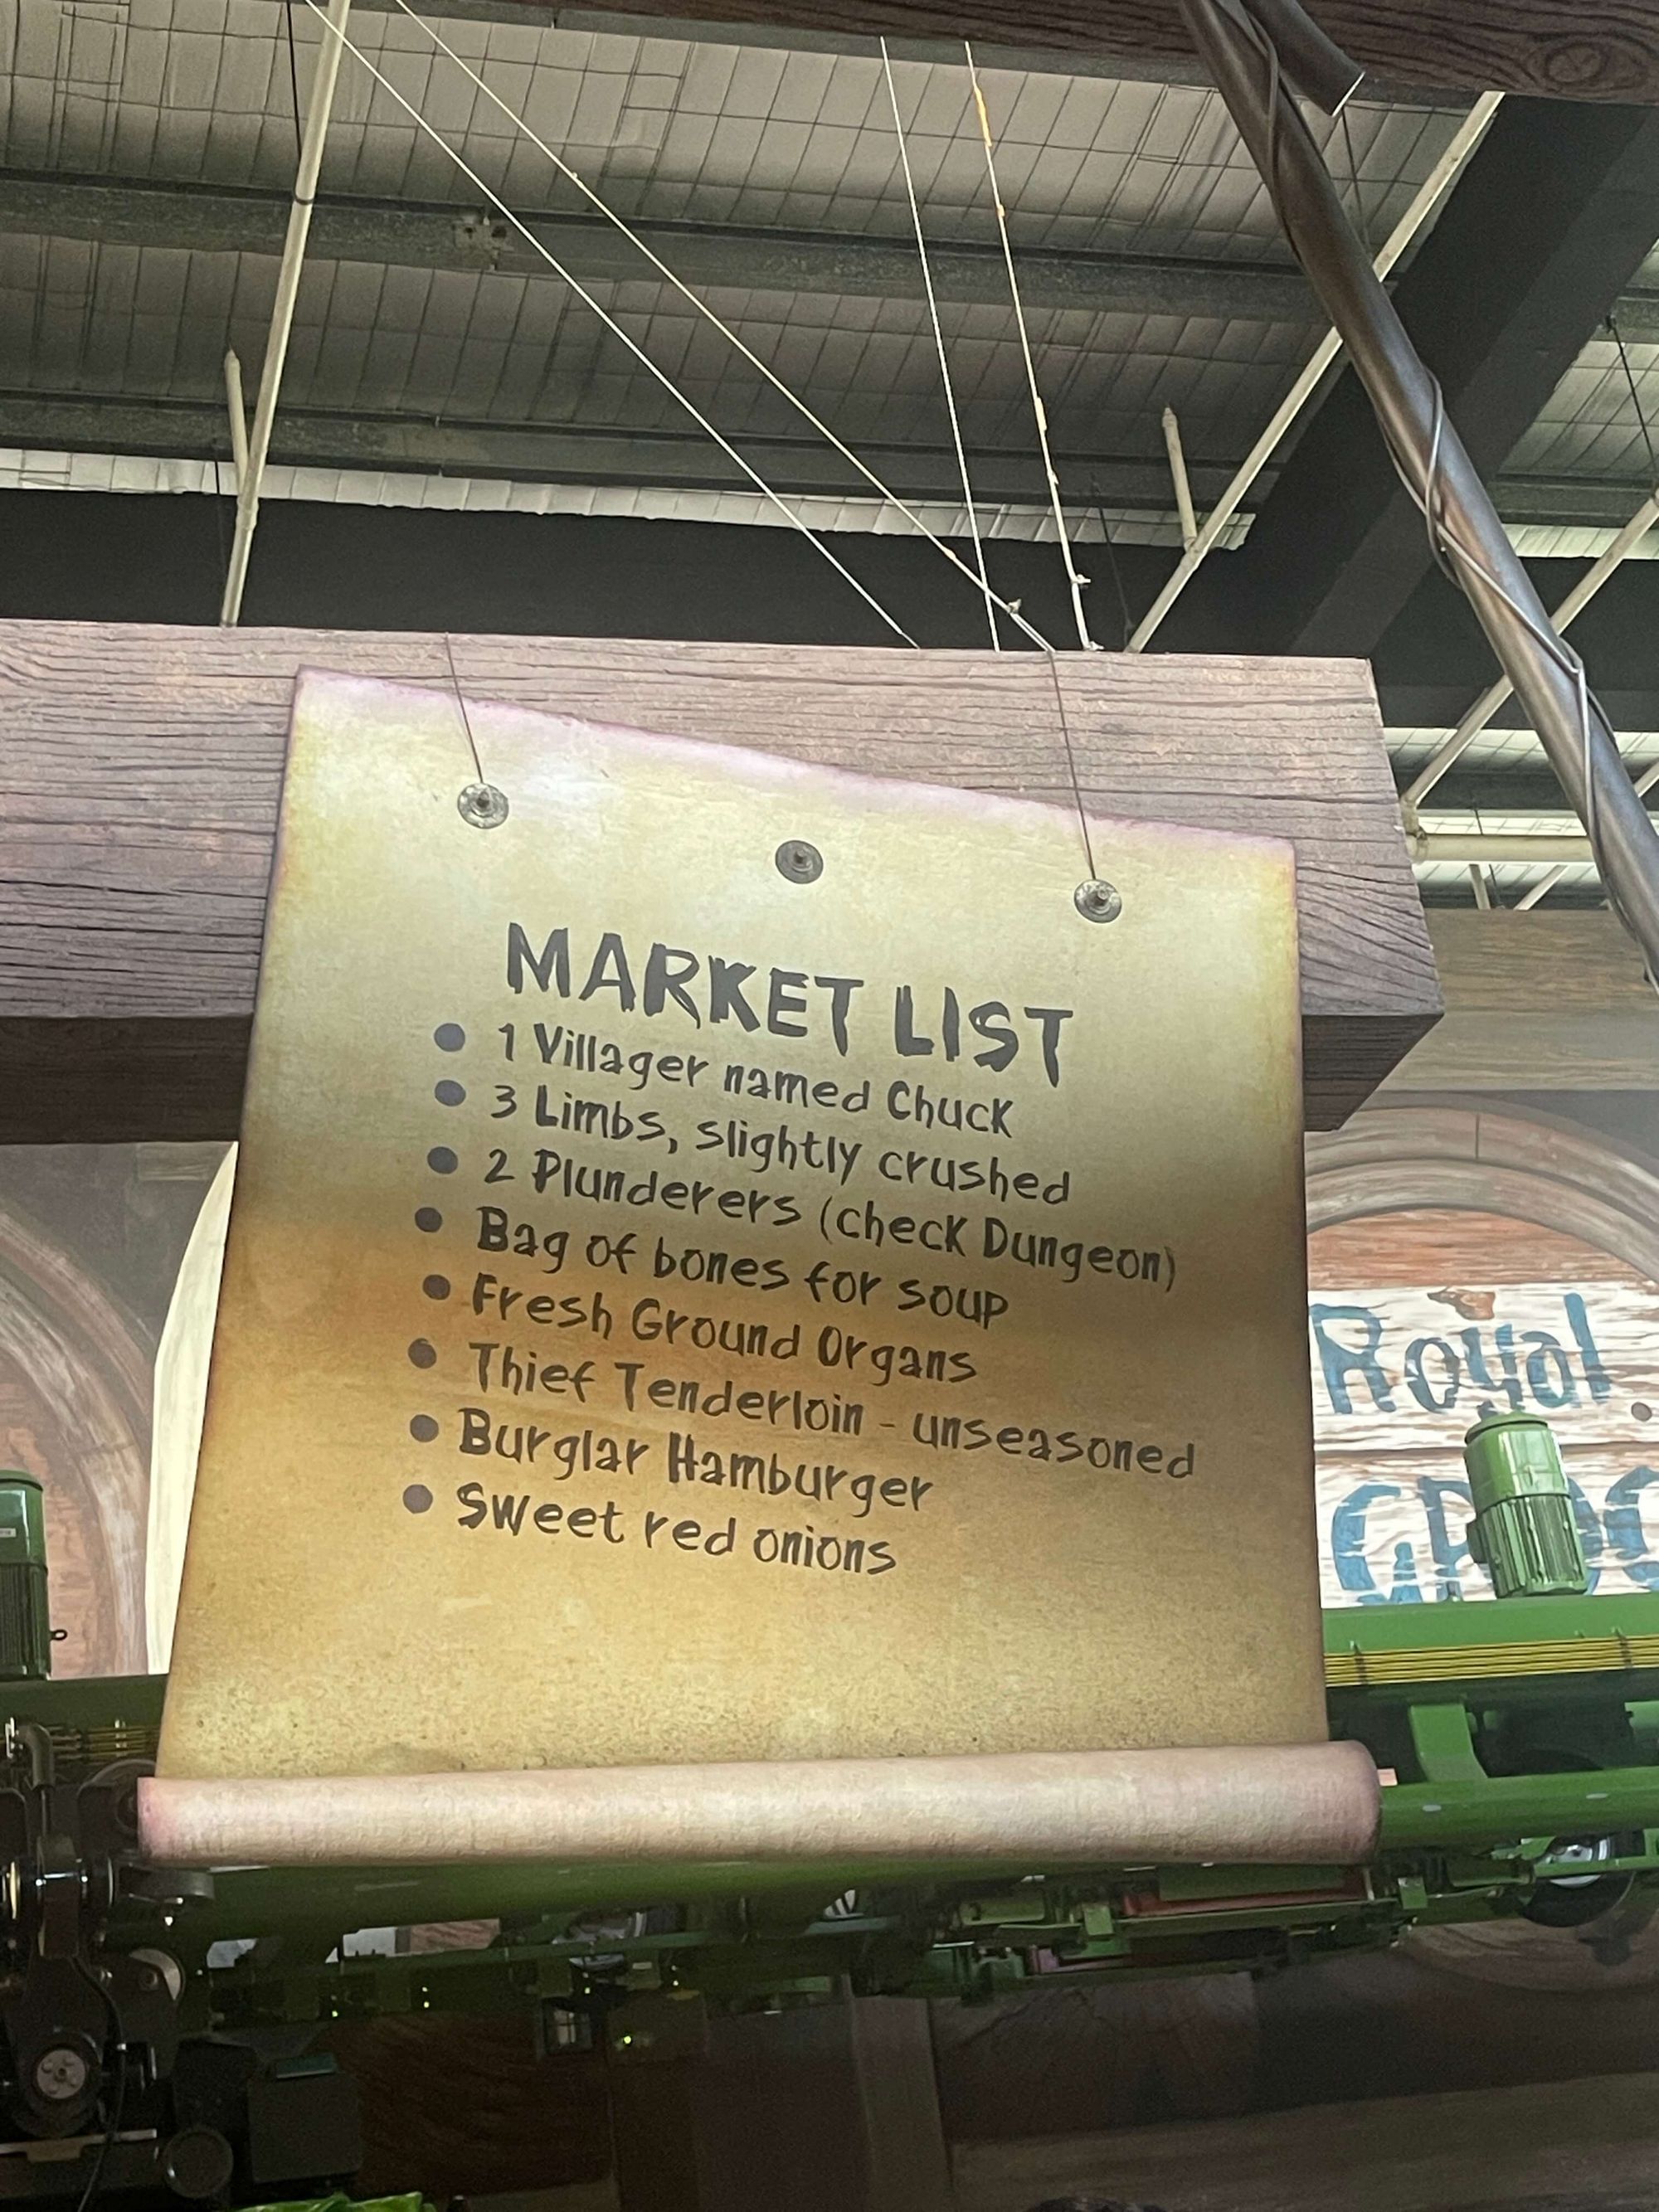 MARKET LIST
• 1 Villager named Chuck
• 3 Limbs, slightly crushed
• 2 Plunderers (check Dungeon)
• Bag of bones for soup
• Fresh Ground Organs
• Thief Tenderloin - unseasoned
• Burglar Hamburger
• Sweet red onions
Royal